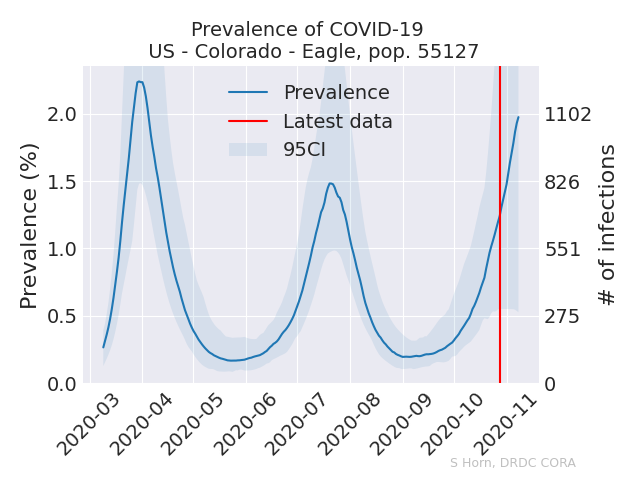 Prevalence of COVID-19
US - Colorado - Eagle, pop. 55127
Prevalence
Latest data
95CI
Prevalence (%)
2.0
1.5
1.0
0.5
0.0
# of infections
1102
826
551
275
0
2020-03
2020-04
2020-05
2020-06
2020-07
2020-08
2020-09
2020-10
2020-11
S Horn, DRDC CORA